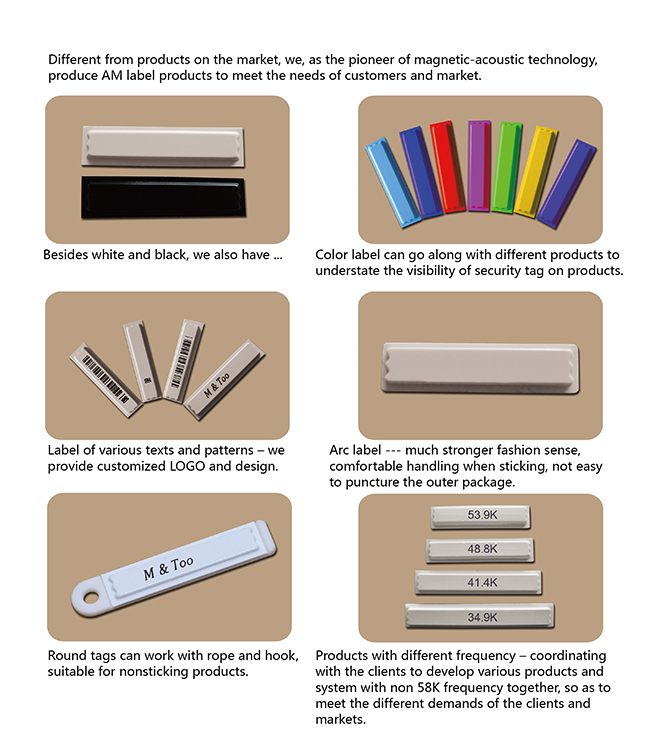 Different from products on the market, we, as the pioneer of magnetic-acoustic technology,
produce AM label products to meet the needs of customers and market.
Besides white and black, we also have ...
Color label can go along with different products to
understate the visibility of security tag on products.
M & Too
Label of various texts and patterns – we
provide customized LOGO and design.
Arc label --- much stronger fashion sense,
comfortable handling when sticking, not easy
to puncture the outer package.
M & Too
Round tags can work with rope and hook,
suitable for nonsticking products.
53.9K
48.8K
41.4K
34.9K
Products with different frequency – coordinating
with the clients to develop various products and
system with non 58K frequency together, so as to
meet the different demands of the clients and
markets.